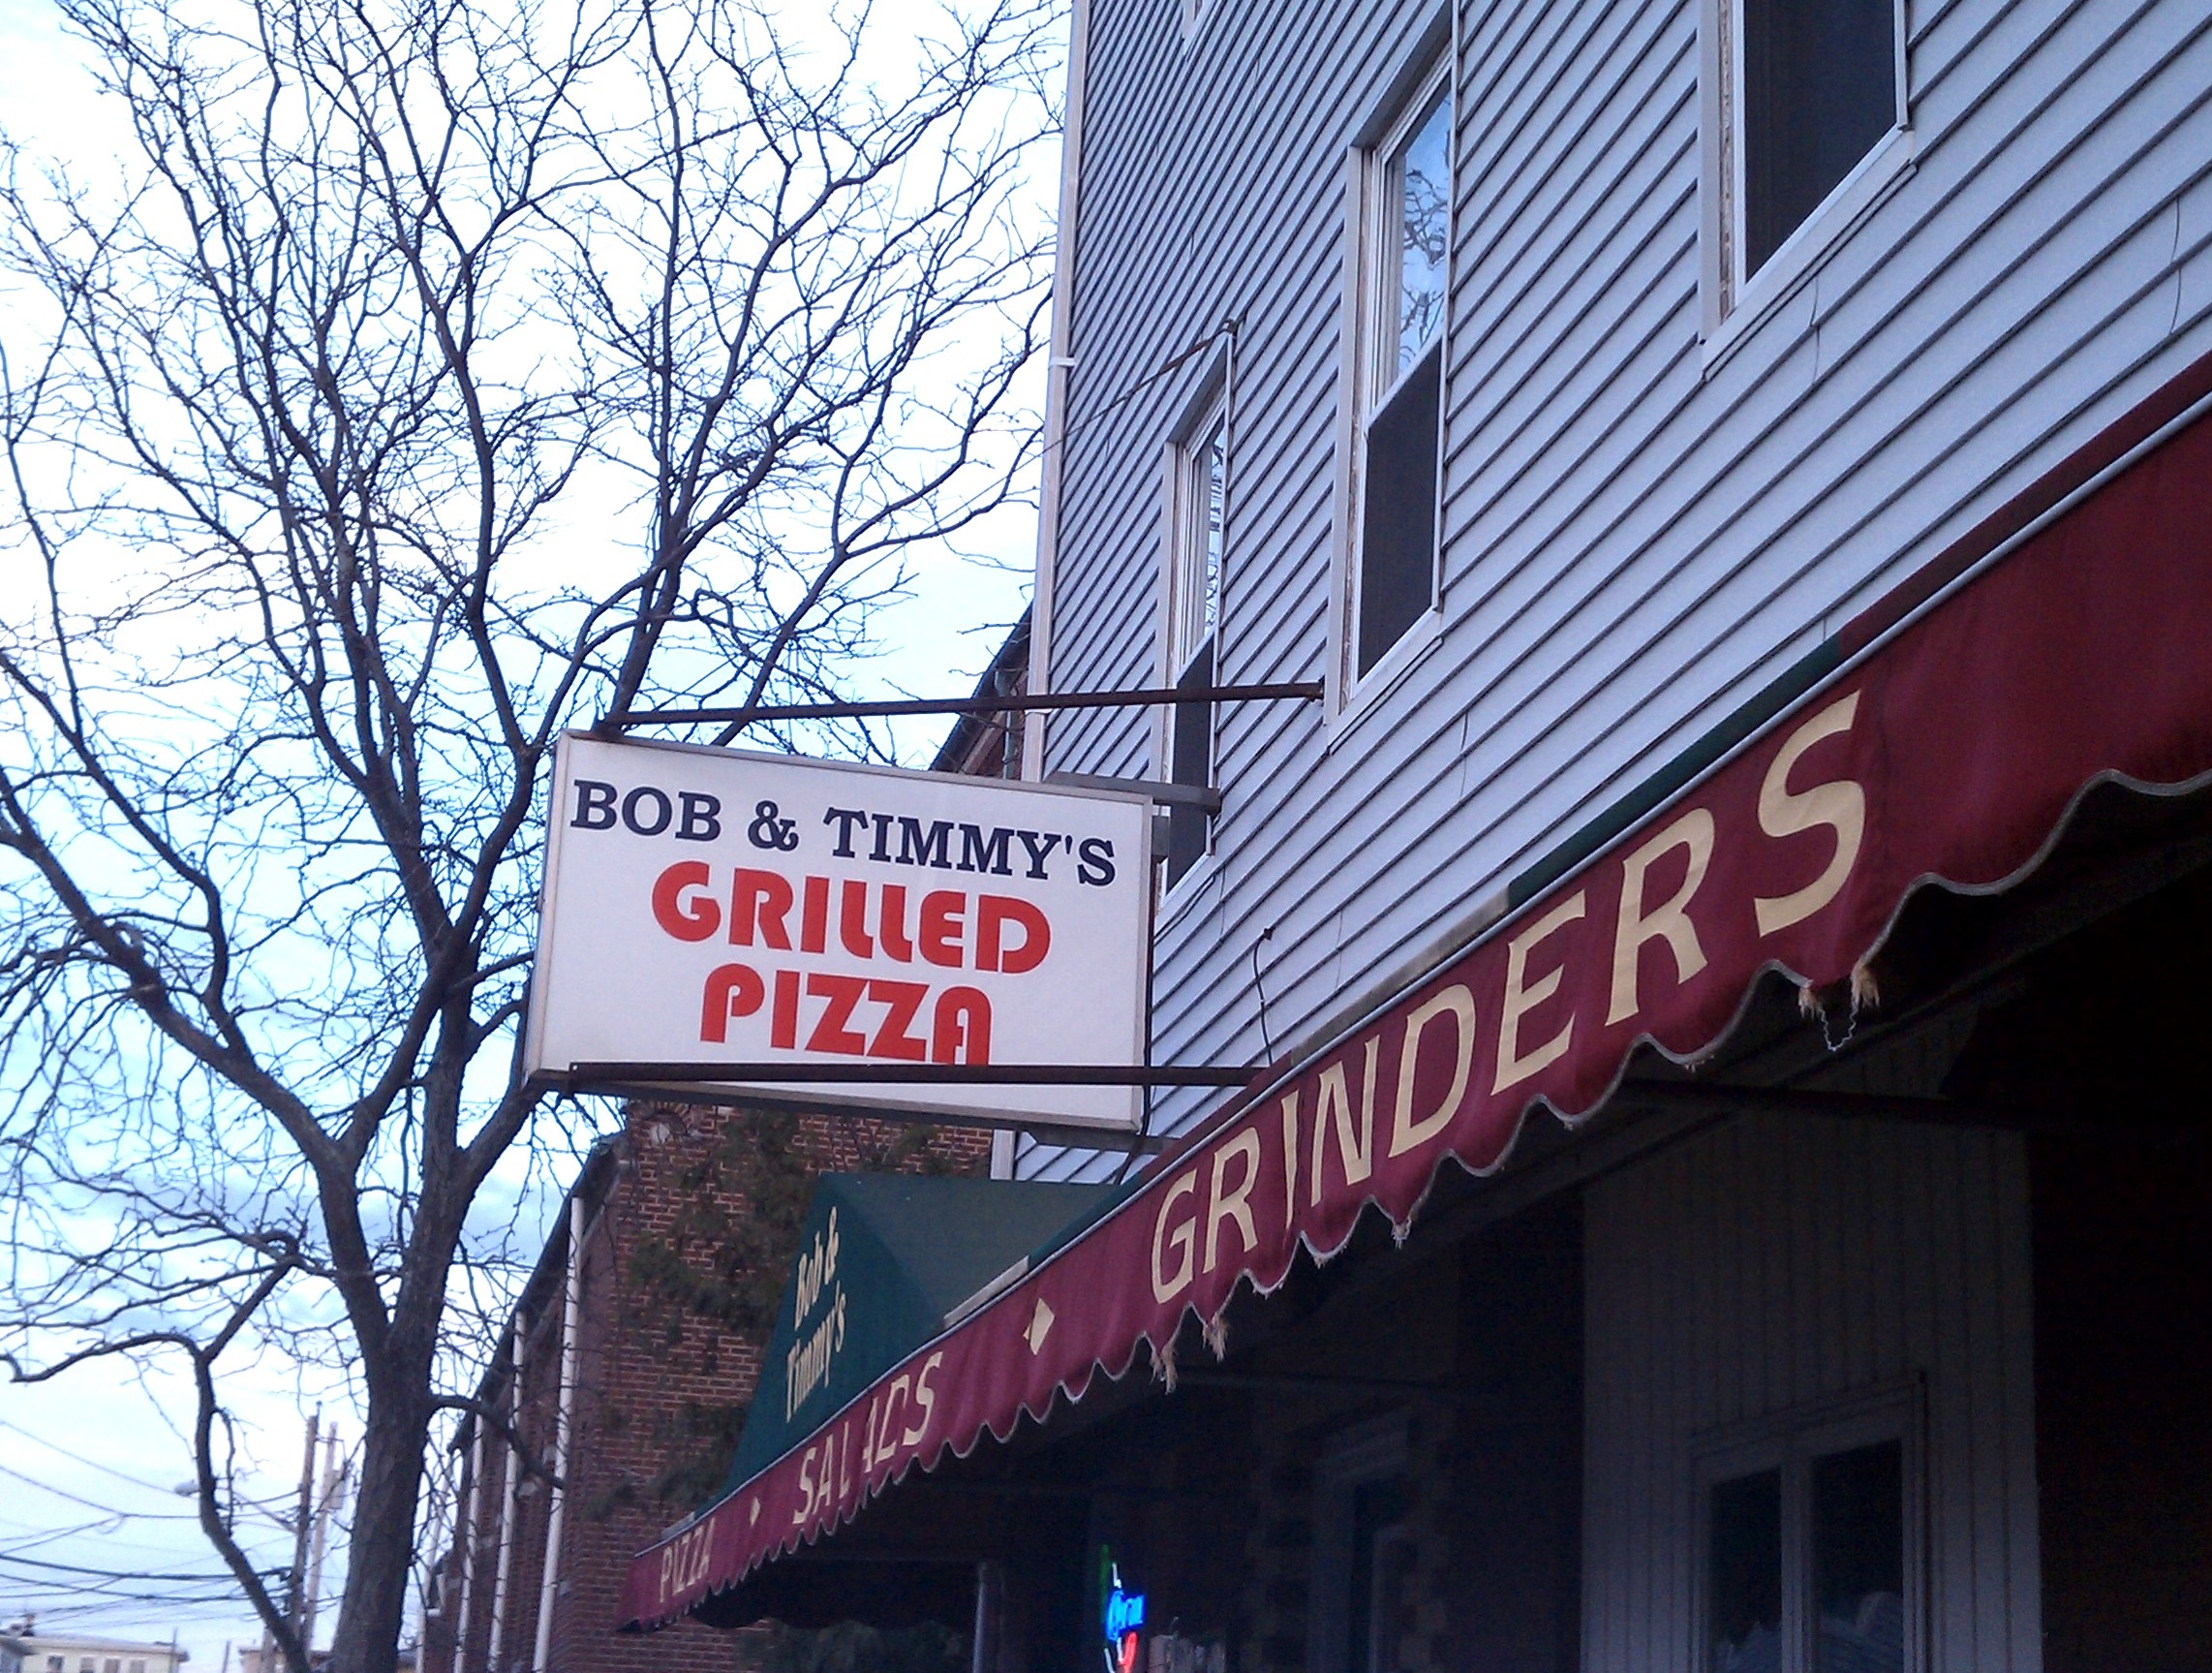 BOB & TIMMY'S
GRILLED
PIZZA
Bob &
Timmy's
PIZZA SALADS GRINDERS